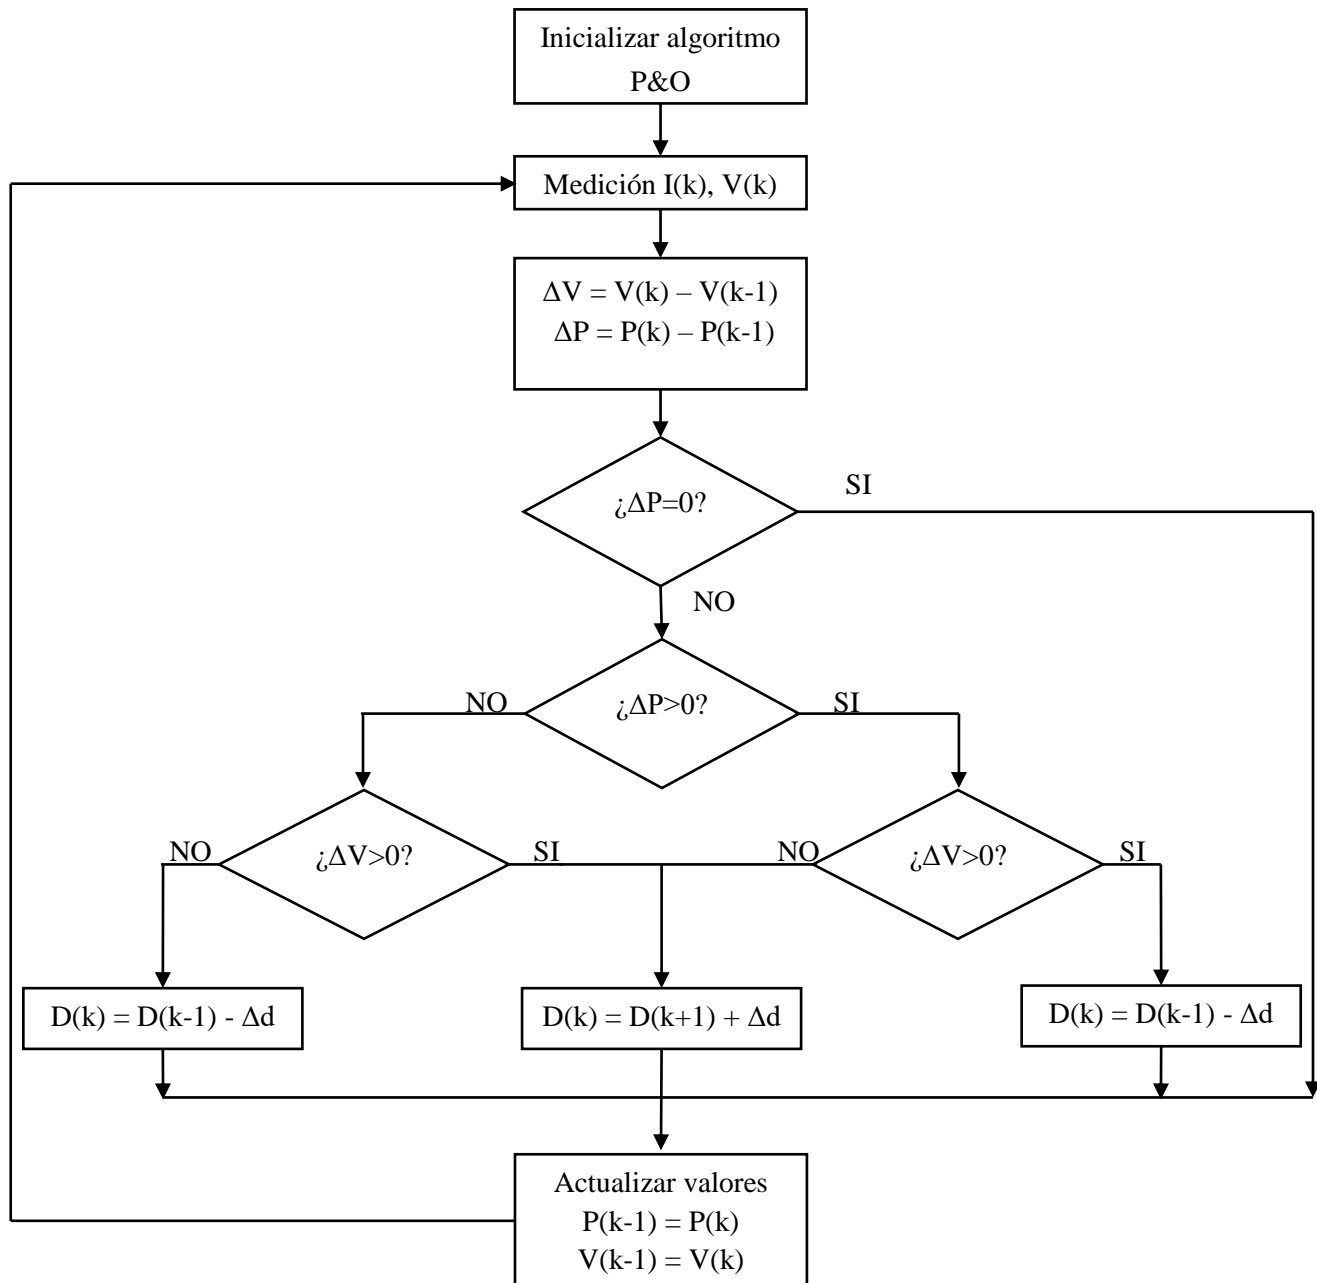 Inicializar algoritmo
P&O
Medición I(k), V(k)
ΔV = V(k) – V(k-1)
ΔP = P(k) – P(k-1)
¿ΔP=0?
SI
NO
NO
¿ΔP>0?
SI
NO
¿ΔV>0?
SI
NO
¿ΔV>0?
SI
D(k) = D(k-1) - Δd
D(k) = D(k+1) + Δd
D(k) = D(k-1) - Δd
Actualizar valores
P(k-1) = P(k)
V(k-1) = V(k)